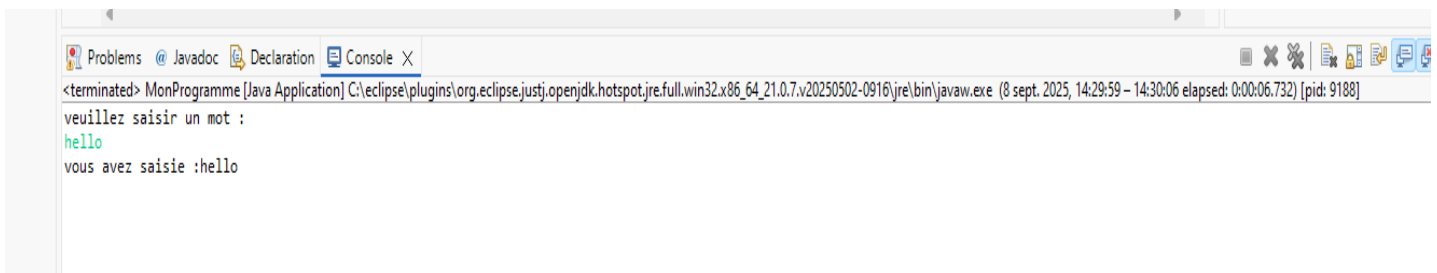 Problems @ Javadoc Declaration Console
<terminated> MonProgramme [Java Application] C:\eclipse\plugins\org.eclipse.justj.openjdk.hotspot.jre.full.win32.x86_64_21.0.7.v20250502-0916\jre\bin\javaw.exe (8 sept. 2025, 14:29:59 – 14:30:06 elapsed: 0:00:06.732) [pid: 9188]
veuillez saisir un mot :
hello
vous avez saisie :hello